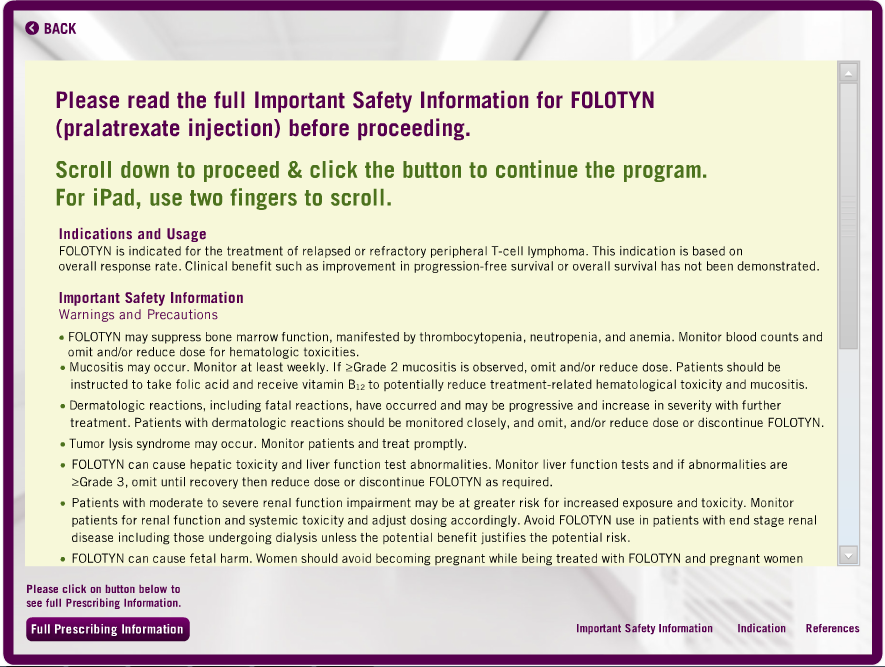 BACK
Please read the full Important Safety Information for FOLOTYN
(pralatrexate injection) before proceeding.
Scroll down to proceed & click the button to continue the program.
For iPad, use two fingers to scroll.
Indications and Usage
FOLOTYN is indicated for the treatment of relapsed or refractory peripheral T-cell lymphoma. This indication is based on
overall response rate. Clinical benefit such as improvement in progression-free survival or overall survival has not been demonstrated.
Important Safety Information
Warnings and Precautions
• FOLOTYN may suppress bone marrow function, manifested by thrombocytopenia, neutropenia, and anemia. Monitor blood counts and
omit and/or reduce dose for hematologic toxicities.
• Mucositis may occur. Monitor at least weekly. If ≥Grade 2 mucositis is observed, omit and/or reduce dose. Patients should be
instructed to take folic acid and receive vitamin B₁₂ to potentially reduce treatment-related hematological toxicity and mucositis.
• Dermatologic reactions, including fatal reactions, have occurred and may be progressive and increase in severity with further
treatment. Patients with dermatologic reactions should be monitored closely, and omit, and/or reduce dose or discontinue FOLOTYN.
• Tumor lysis syndrome may occur. Monitor patients and treat promptly.
• FOLOTYN can cause hepatic toxicity and liver function test abnormalities. Monitor liver function tests and if abnormalities are
≥Grade 3, omit until recovery then reduce dose or discontinue FOLOTYN as required.
• Patients with moderate to severe renal function impairment may be at greater risk for increased exposure and toxicity. Monitor
patients for renal function and systemic toxicity and adjust dosing accordingly. Avoid FOLOTYN use in patients with end stage renal
disease including those undergoing dialysis unless the potential benefit justifies the potential risk.
• FOLOTYN can cause fetal harm. Women should avoid becoming pregnant while being treated with FOLOTYN and pregnant women
Please click on button below to
see full Prescribing Information.
Full Prescribing Information
Important Safety Information
Indication
References